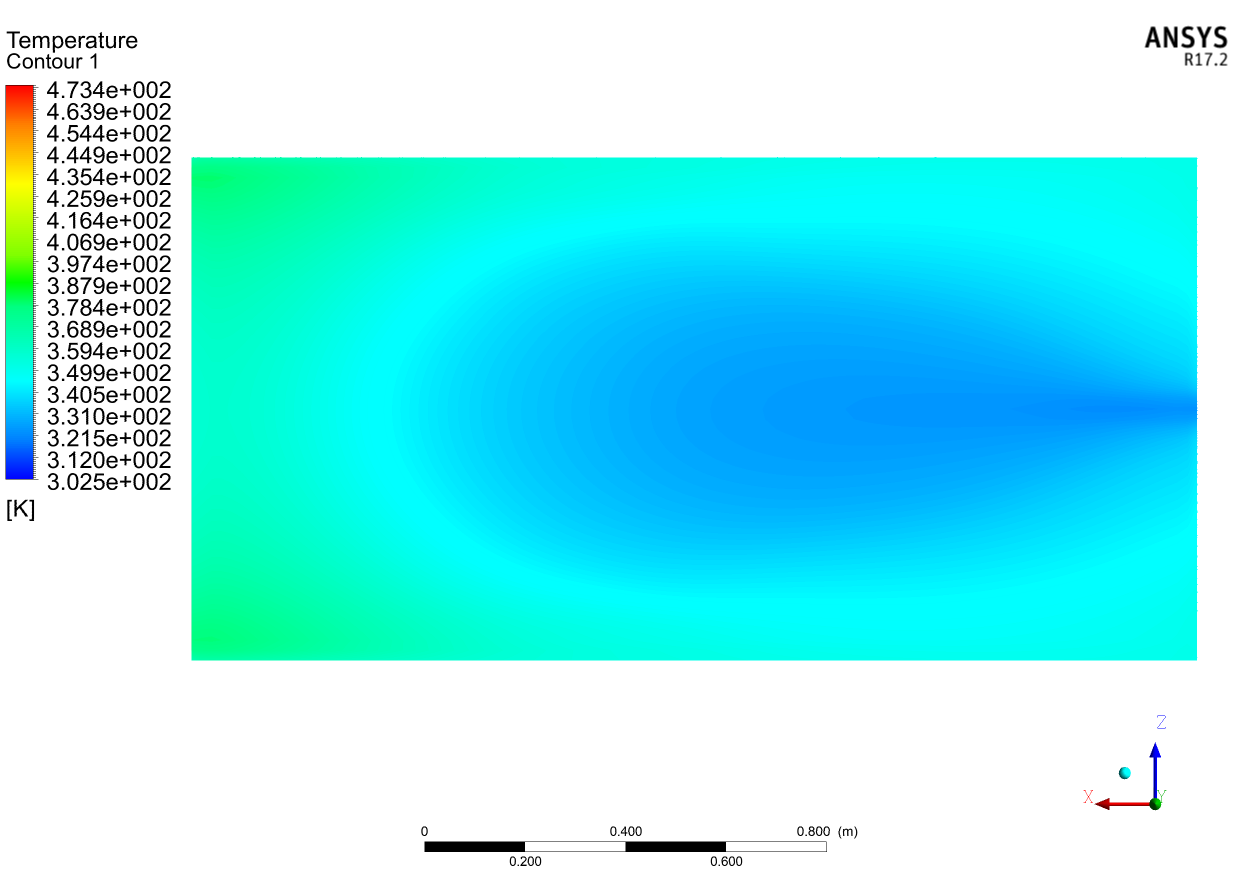 Temperature
Contour 1
4.734e+002
4.639e+002
4.544e+002
4.449e+002
4.354e+002
4.259e+002
4.164e+002
4.069e+002
3.974e+002
3.879e+002
3.784e+002
3.689e+002
3.594e+002
3.499e+002
3.405e+002
3.310e+002
3.215e+002
3.120e+002
3.025e+002
[K]
ANSYS
R17.2
Z
X
Y
0 0.400 0.800 (m)
0.200 0.600